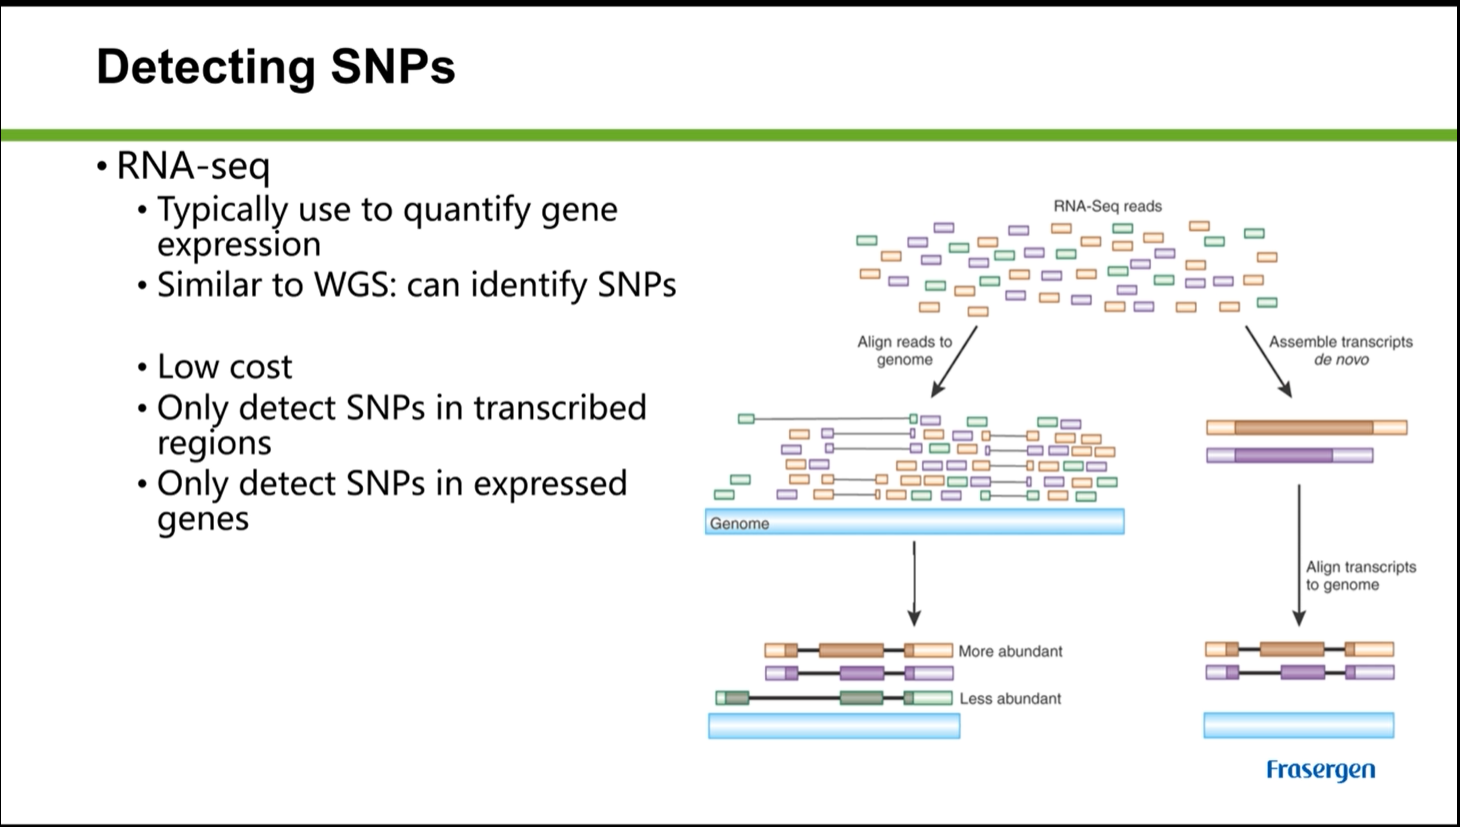 Detecting SNPs
• RNA-seq
• Typically use to quantify gene
expression
• Similar to WGS: can identify SNPs
• Low cost
• Only detect SNPs in transcribed
regions
• Only detect SNPs in expressed
genes
RNA-Seq reads
Align reads to
genome
Assemble transcripts
de novo
Genome
Align transcripts
to genome
More abundant
Less abundant
Frasergen